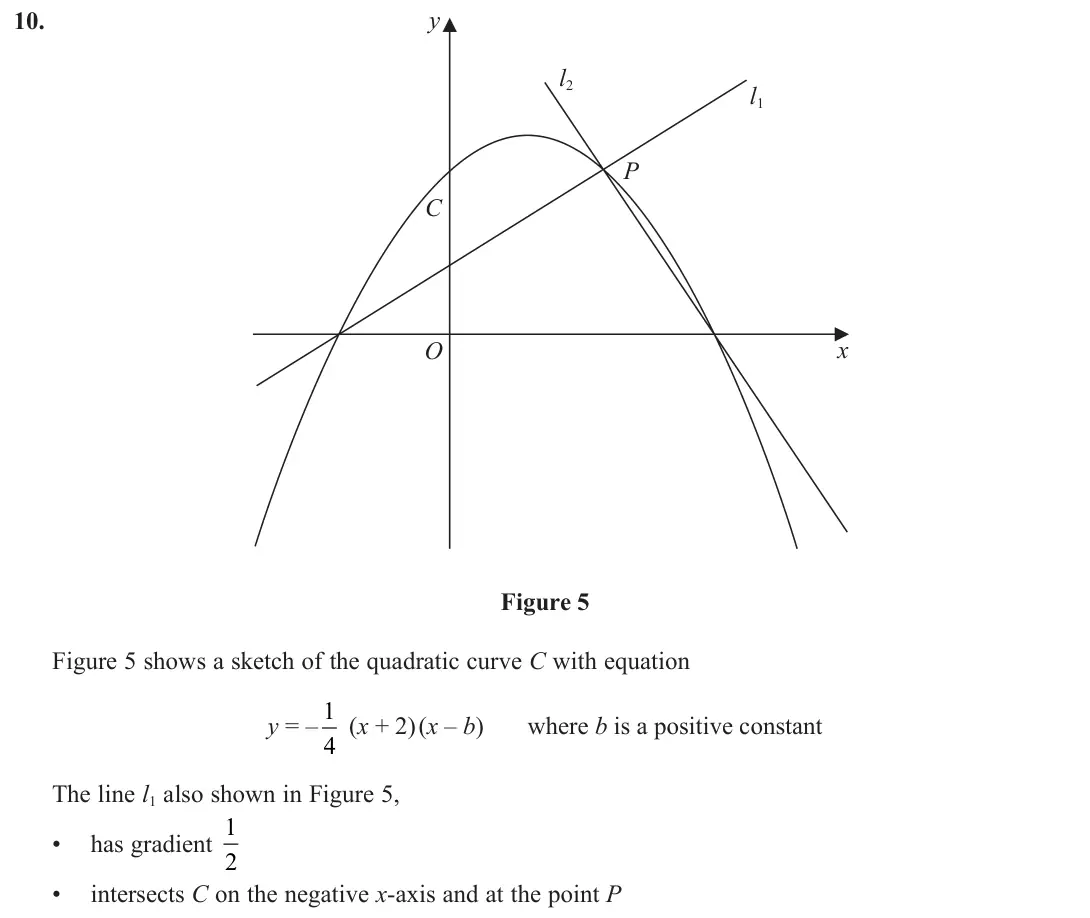 10.
y
l₂
l₁
P
C
O
x
Figure 5
Figure 5 shows a sketch of the quadratic curve C with equation
y = –1/4 (x + 2)(x – b) where b is a positive constant
The line l₁ also shown in Figure 5,
• has gradient 1/2
• intersects C on the negative x-axis and at the point P